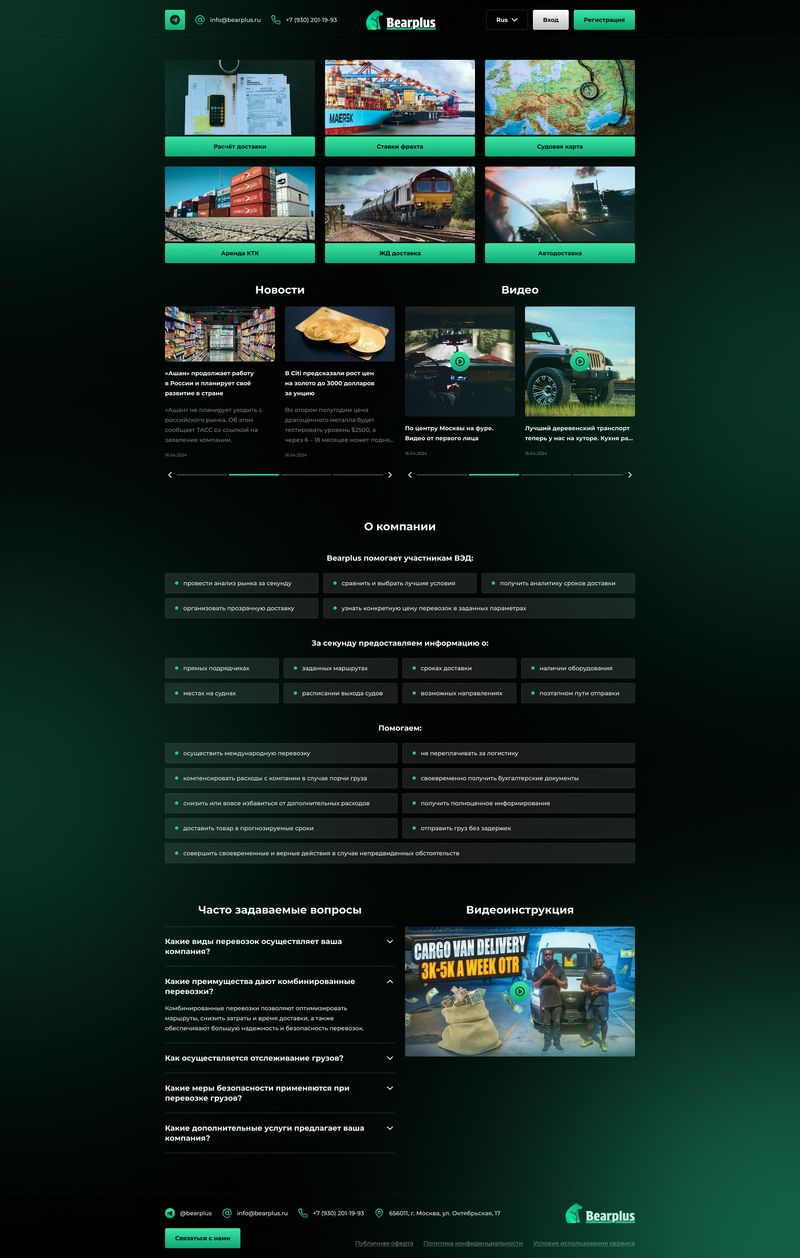 info@bearplus.ru
+7 (930) 201-19-93
Bearplus
Rus
Вход
Регистрация
MAERSK
Расчёт доставки
Ставки фрахта
Судовая карта
Аренда КТК
ЖД доставка
Автодоставка
Новости
«Ашан» продолжает работу
в России и планирует своё
развитие в стране
«Ашан» не планирует уходить с
российского рынка. Об этом
сообщает ТАСС со ссылкой на
заявление компании.
16.04.2024
В Citi предсказали рост цен
на золото до 3000 долларов
за унцию
Во втором полугодии цена
драгоценного металла будет
тестировать уровень $2500, а
через 6 – 18 месяцев может подня...
16.04.2024
Видео
По центру Москвы на фуре.
Видео от первого лица
16.04.2024
Лучший деревенский транспорт
теперь у нас на хуторе. Кухня ра...
16.04.2024
О компании
Bearplus помогает участникам ВЭД:
провести анализ рынка за секунду
сравнить и выбрать лучшие условия
получить аналитику сроков доставки
организовать прозрачную доставку
узнать конкретную цену перевозок в заданных параметрах
За секунду предоставляем информацию о:
прямых подрядчиках
заданных маршрутах
сроках доставки
наличии оборудования
местах на суднах
расписании выхода судов
возможных направлениях
поэтапном пути отправки
Помогаем:
осуществить международную перевозку
не переплачивать за логистику
компенсировать расходы с компании в случае порчи груза
своевременно получить бухгалтерские документы
снизить или вовсе избавиться от дополнительных расходов
получить полноценное информирование
доставить товар в прогнозируемые сроки
отправить груз без задержек
совершить своевременные и верные действия в случае непредвиденных обстоятельств
Часто задаваемые вопросы
Какие виды перевозок осуществляет ваша
компания?
Какие преимущества дают комбинированные
перевозки?
Комбинированные перевозки позволяют оптимизировать
маршруты, снизить затраты и время доставки, а также
обеспечивают большую надежность и безопасность перевозок.
Как осуществляется отслеживание грузов?
Какие меры безопасности применяются при
перевозке грузов?
Какие дополнительные услуги предлагает ваша
компания?
Видеоинструкция
CARGO VAN DELIVERY
3K-5K A WEEK OTR
@bearplus
info@bearplus.ru
+7 (930) 201-19-93
656011, г. Москва, ул. Октябрьская, 17
Bearplus
Связаться с нами
Публичная оферта
Политика конфиденциальности
Условия использования сервиса